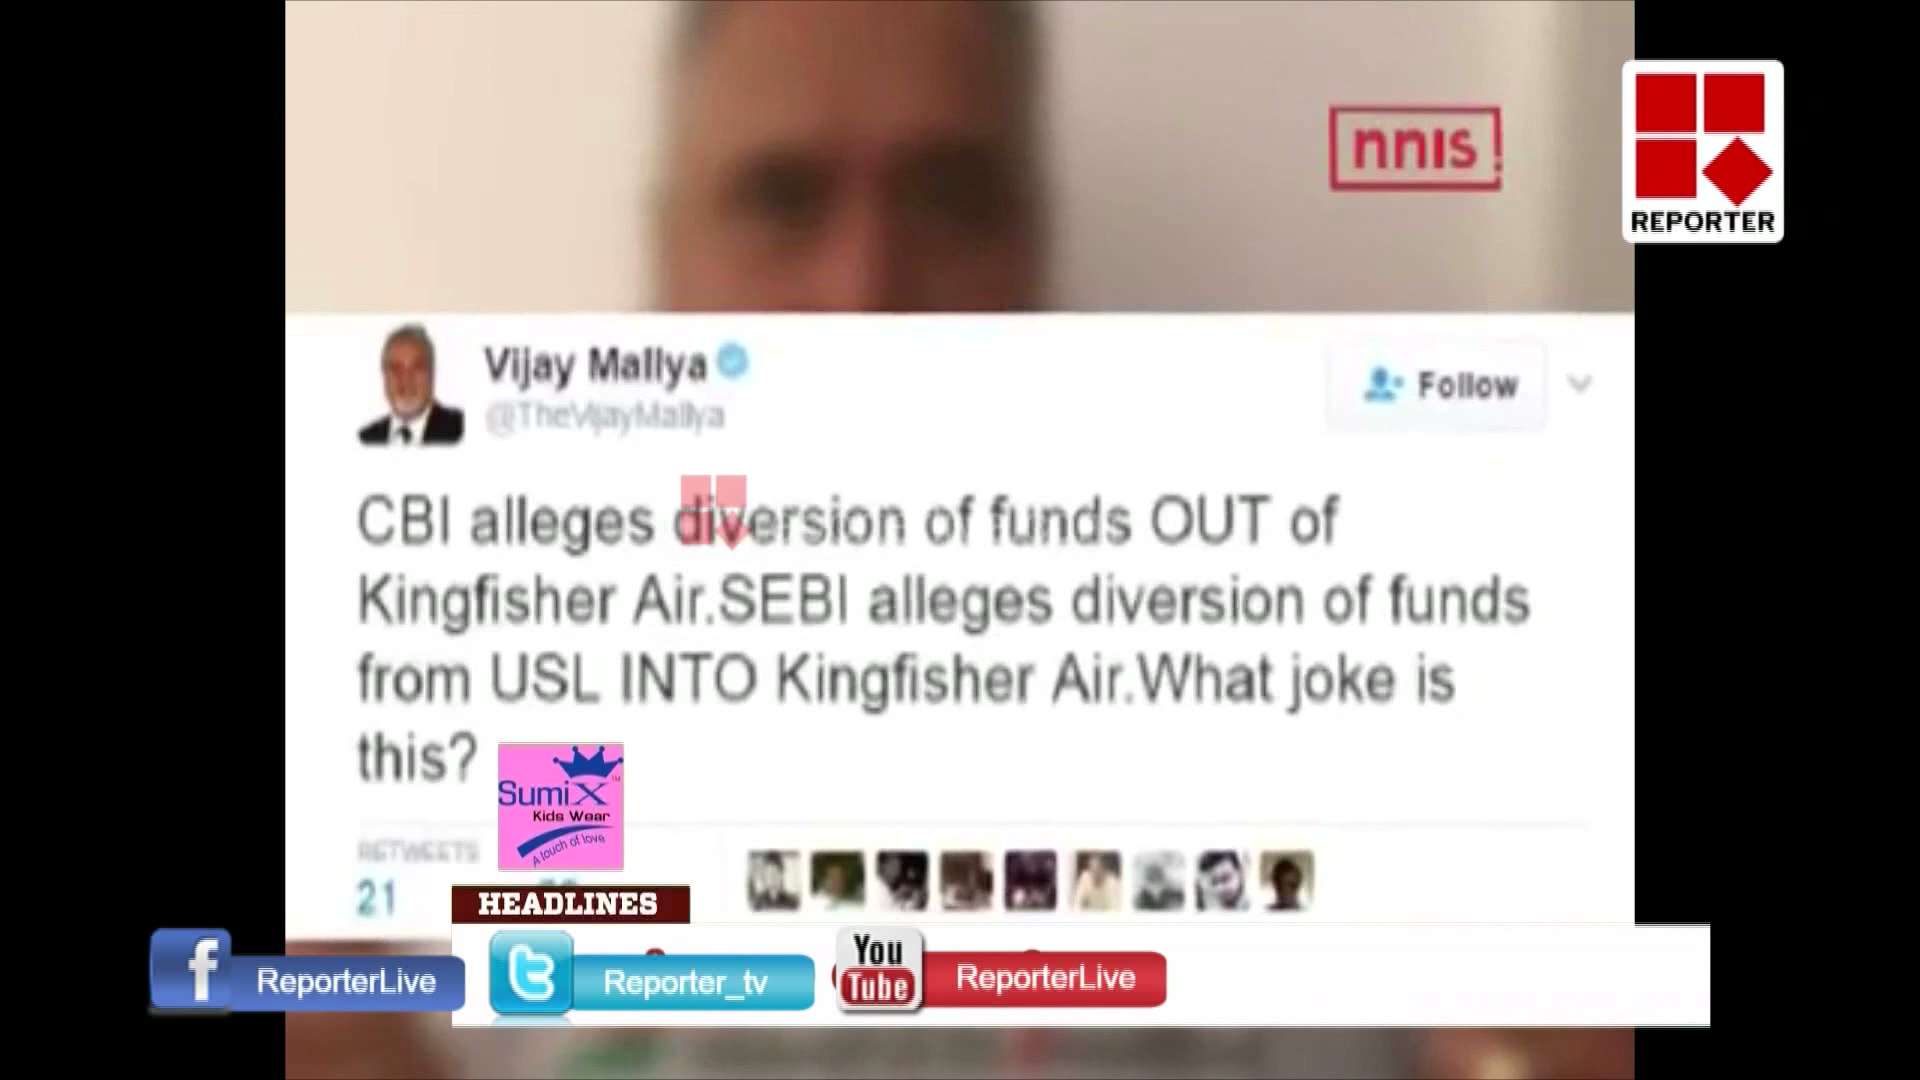 nnis
REPORTER
Vijay Mallya
@TheVijayMallya
Follow
CBI alleges diversion of funds OUT of
Kingfisher Air.SEBI alleges diversion of funds
from USL INTO Kingfisher Air.What joke is
this?
SumiX TM
Kids Wear
A touch of love
RETWEETS
21
HEADLINES
ReporterLive
Reporter_tv
You
Tube
ReporterLive